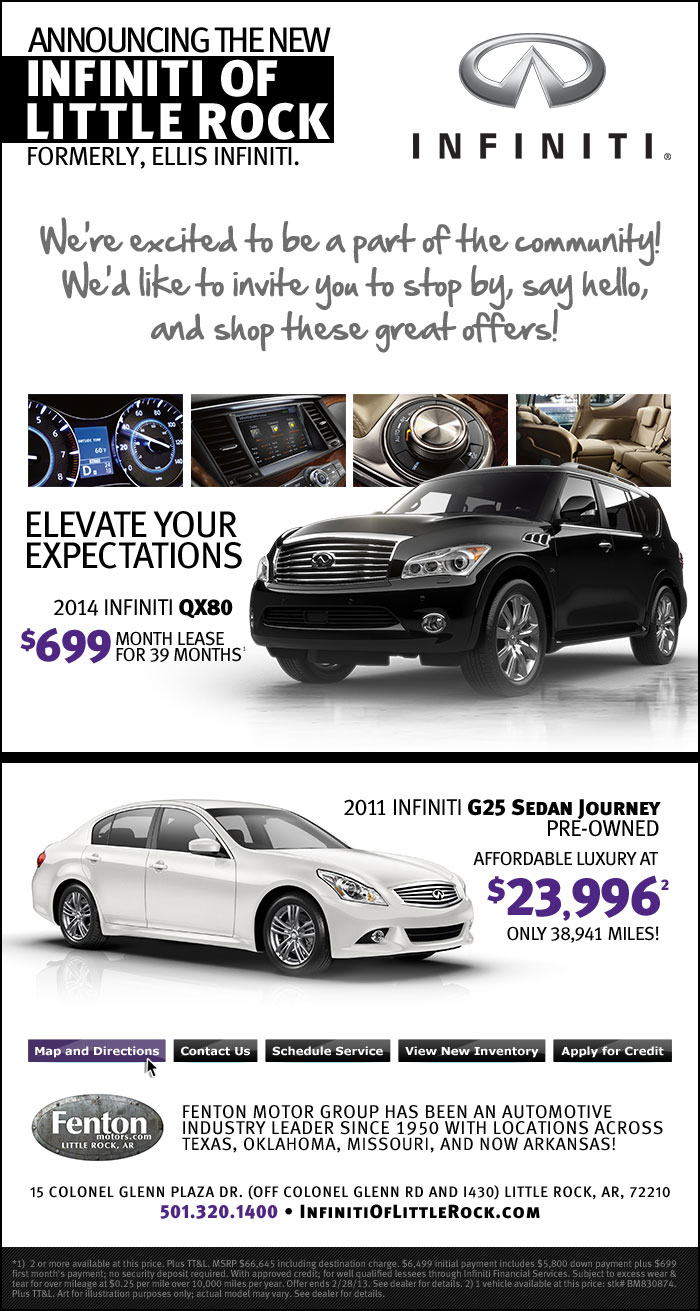 ANNOUNCING THE NEW
INFINITI OF
LITTLE ROCK
FORMERLY, ELLIS INFINITI.
INFINITI®
We're excited to be a part of the community!
We'd like to invite you to stop by, say hello,
and shop these great offers!
ELEVATE YOUR
EXPECTATIONS
2014 INFINITI QX80
$699 MONTH LEASE
FOR 39 MONTHS¹
2011 INFINITI G25 SEDAN JOURNEY
PRE-OWNED
AFFORDABLE LUXURY AT
$23,996²
ONLY 38,941 MILES!
Map and Directions
Contact Us
Schedule Service
View New Inventory
Apply for Credit
Fenton
motors.com
LITTLE ROCK, AR
FENTON MOTOR GROUP HAS BEEN AN AUTOMOTIVE
INDUSTRY LEADER SINCE 1950 WITH LOCATIONS ACROSS
TEXAS, OKLAHOMA, MISSOURI, AND NOW ARKANSAS!
15 COLONEL GLENN PLAZA DR. (OFF COLONEL GLENN RD AND I430) LITTLE ROCK, AR, 72210
501.320.1400 • INFINITIOFLITTLEROCK.COM
*1) 2 or more available at this price. Plus TT&L. MSRP $66,645 including destination charge. $6,499 initial payment includes $5,800 down payment plus $699
first month's payment; no security deposit required. With approved credit; for well qualified lessees through Infiniti Financial Services. Subject to excess wear &
tear for over mileage at $0.25 per mile over 10,000 miles per year. Offer ends 2/28/13. See dealer for details. 2) 1 vehicle available at this price: stk# BM830874.
Plus TT&L. Art for illustration purposes only; actual model may vary. See dealer for details.